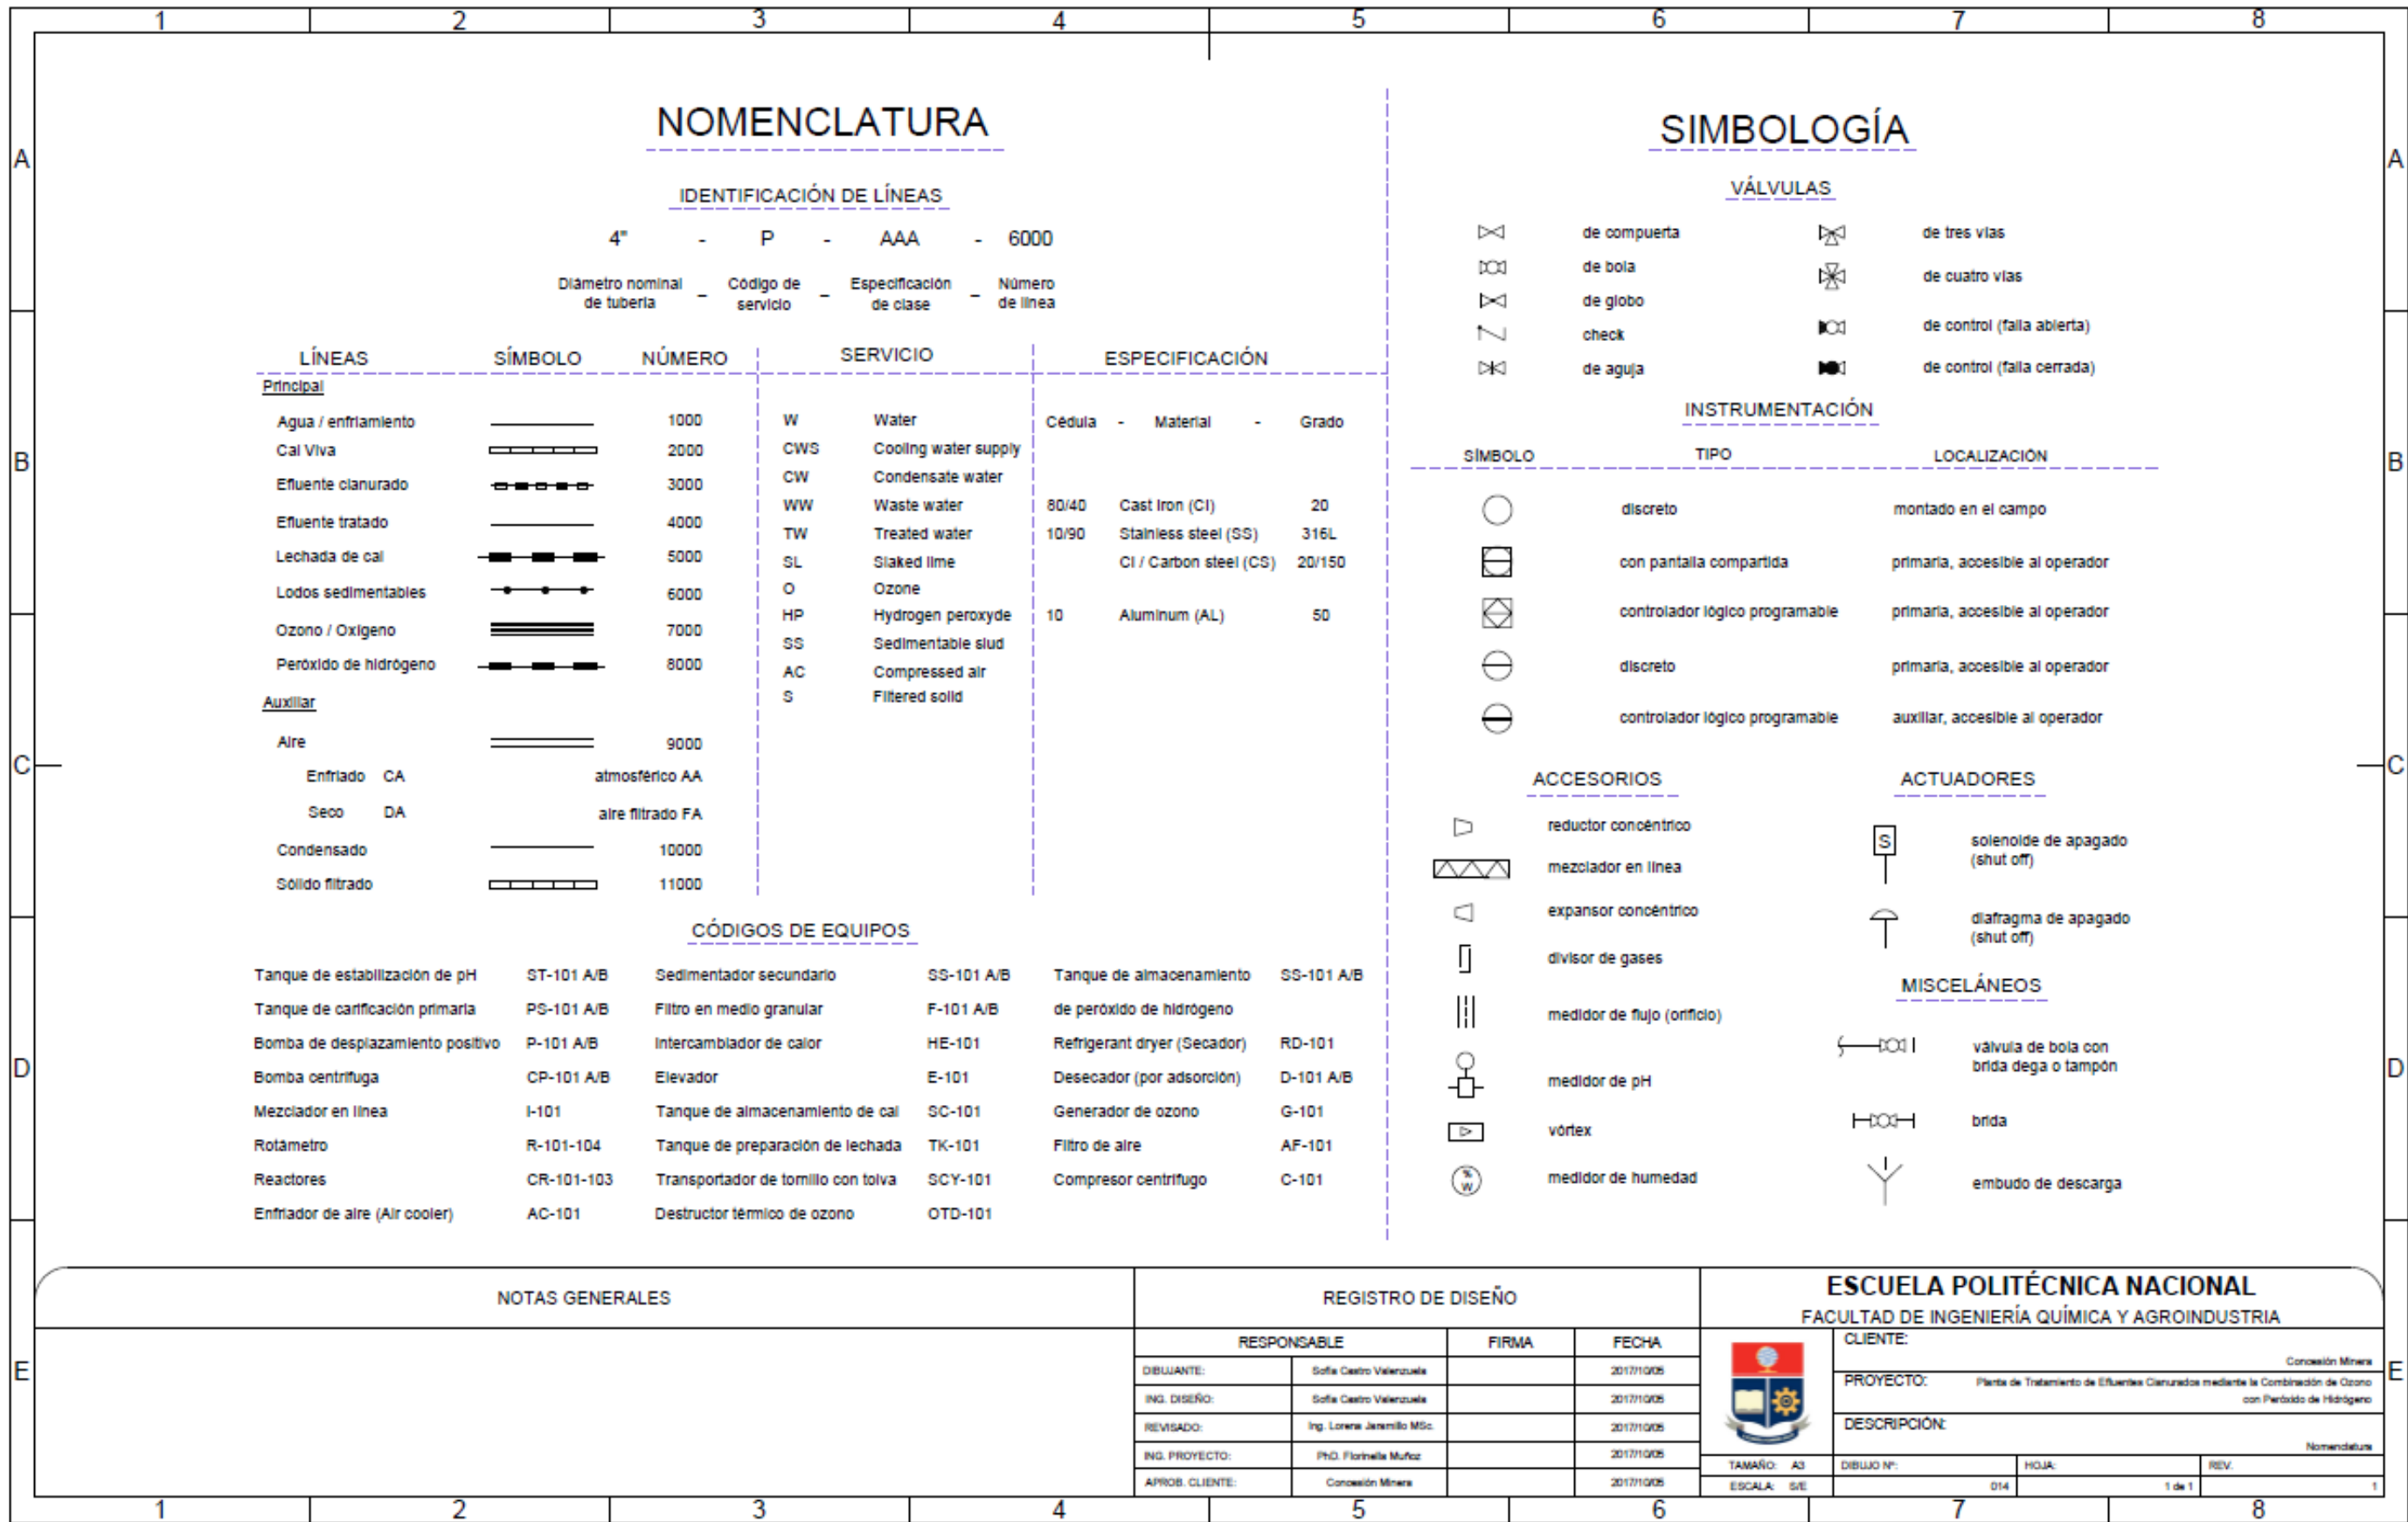 1 2 3 4 5 6 7 8
NOMENCLATURA
IDENTIFICACIÓN DE LÍNEAS
4" - P - AAA - 6000
Diámetro nominal de tubería - Código de servicio - Especificación de clase - Número de línea
LÍNEAS SÍMBOLO NÚMERO
Principal
Agua / enfriamiento 1000
Cal Viva 2000
Efluente cianurado 3000
Efluente tratado 4000
Lechada de cal 5000
Lodos sedimentables 6000
Ozono / Oxígeno 7000
Peróxido de hidrógeno 8000
Auxiliar
Aire 9000
Enfriado CA atmosférico AA
Seco DA aire filtrado FA
Condensado 10000
Sólido filtrado 11000
SERVICIO
W Water
CWS Cooling water supply
CW Condensate water
WW Waste water
TW Treated water
SL Slaked lime
O Ozone
HP Hydrogen peroxyde
SS Sedimentable slud
AC Compressed air
S Filtered solid
ESPECIFICACIÓN
Cédula - Material - Grado
80/40 Cast Iron (CI) 20
10/90 Stainless steel (SS) 316L
CI / Carbon steel (CS) 20/150
10 Aluminum (AL) 50
CÓDIGOS DE EQUIPOS
Tanque de estabilización de pH ST-101 A/B
Tanque de carificación primaria PS-101 A/B
Bomba de desplazamiento positivo P-101 A/B
Bomba centrífuga CP-101 A/B
Mezclador en línea I-101
Rotámetro R-101-104
Reactores CR-101-103
Enfriador de aire (Air cooler) AC-101
Sedimentador secundario SS-101 A/B
Filtro en medio granular F-101 A/B
Intercambiador de calor HE-101
Elevador E-101
Tanque de almacenamiento de cal SC-101
Tanque de preparación de lechada TK-101
Transportador de tornillo con tolva SCY-101
Destructor térmico de ozono OTD-101
Tanque de almacenamiento SS-101 A/B
de peróxido de hidrógeno
Refrigerant dryer (Secador) RD-101
Desecador (por adsorción) D-101 A/B
Generador de ozono G-101
Filtro de aire AF-101
Compresor centrífugo C-101
SIMBOLOGÍA
VÁLVULAS
de compuerta
de bola
de globo
check
de aguja
de tres vías
de cuatro vías
de control (falla abierta)
de control (falla cerrada)
INSTRUMENTACIÓN
SÍMBOLO TIPO LOCALIZACIÓN
discreto montado en el campo
con pantalla compartida primaria, accesible al operador
controlador lógico programable primaria, accesible al operador
discreto primaria, accesible al operador
controlador lógico programable auxiliar, accesible al operador
ACCESORIOS
reductor concéntrico
mezclador en línea
expansor concéntrico
divisor de gases
medidor de flujo (orificio)
medidor de pH
vórtex
% W medidor de humedad
ACTUADORES
S solenoide de apagado
(shut off)
diafragma de apagado
(shut off)
MISCELÁNEOS
válvula de bola con
brida dega o tampón
brida
embudo de descarga
A A
B B
C C
D D
E E
NOTAS GENERALES
REGISTRO DE DISEÑO
RESPONSABLE FIRMA FECHA
DIBUJANTE: Sofía Castro Valenzuela 2017/10/05
ING. DISEÑO: Sofía Castro Valenzuela 2017/10/05
REVISADO: Ing. Lorena Jaramillo MSc. 2017/10/05
ING. PROYECTO: PhD. Florinella Muñoz 2017/10/05
APROB. CLIENTE: Concesión Minera 2017/10/05
ESCUELA POLITÉCNICA NACIONAL
FACULTAD DE INGENIERÍA QUÍMICA Y AGROINDUSTRIA
CLIENTE:
Concesión Minera
PROYECTO: Planta de Tratamiento de Efluentes Cianurados mediante la Combinación de Ozono
con Peróxido de Hidrógeno
DESCRIPCIÓN:
Nomenclatura
TAMAÑO: A3 DIBUJO Nº: 014 HOJA: 1 de 1 REV. 1
ESCALA: S/E
1 2 3 4 5 6 7 8